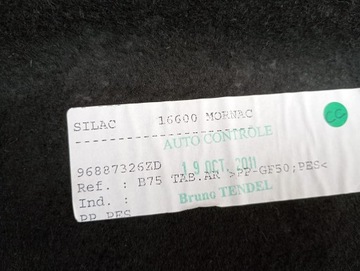 SILAC 16600 MORNAC
AUTO CONTROLE
96887326ZD
19 OCT. 2011
Ref. : B75 TAB.AR >PP-GF50;PES<
Ind. :
Bruno TENDEL
PP PES
CC